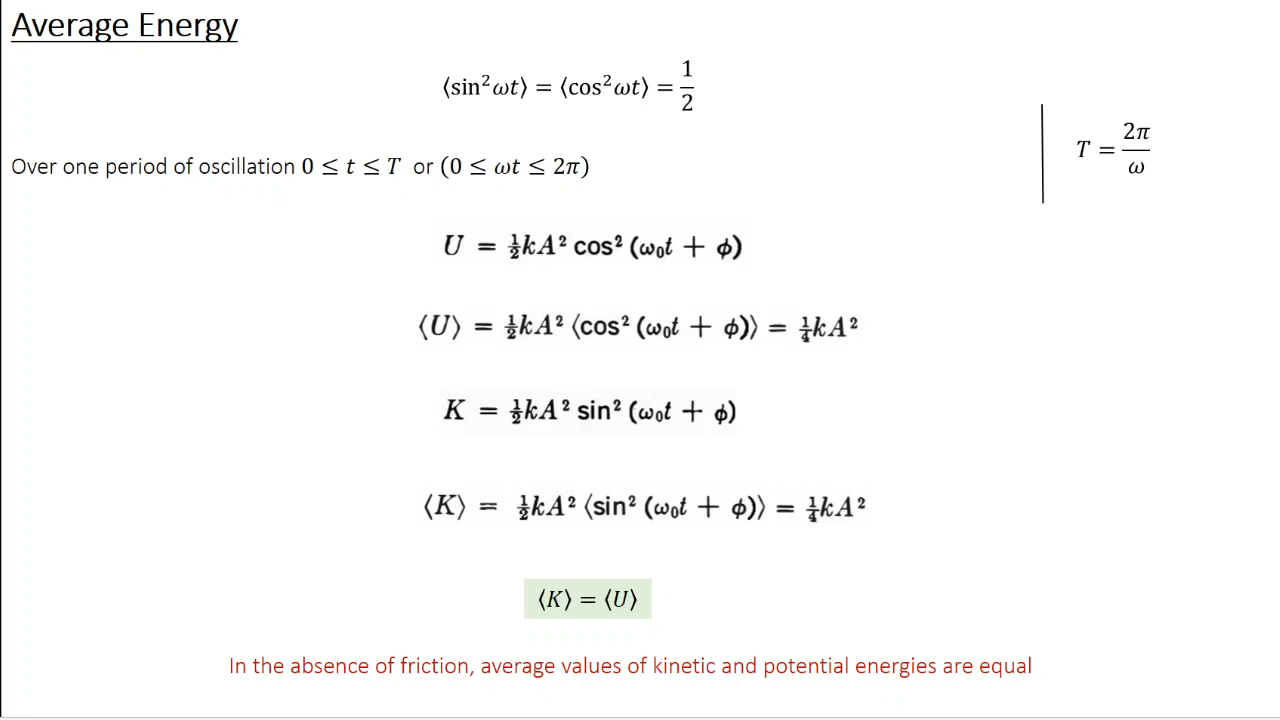 Average Energy
⟨sin²ωt⟩ = ⟨cos²ωt⟩ = 1/2
T = 2π/ω
Over one period of oscillation 0 ≤ t ≤ T or (0 ≤ ωt ≤ 2π)
U = ½kA² cos² (ω₀t + ϕ)
⟨U⟩ = ½kA² ⟨cos² (ω₀t + ϕ)⟩ = ¼kA²
K = ½kA² sin² (ω₀t + ϕ)
⟨K⟩ = ½kA² ⟨sin² (ω₀t + ϕ)⟩ = ¼kA²
⟨K⟩ = ⟨U⟩
In the absence of friction, average values of kinetic and potential energies are equal